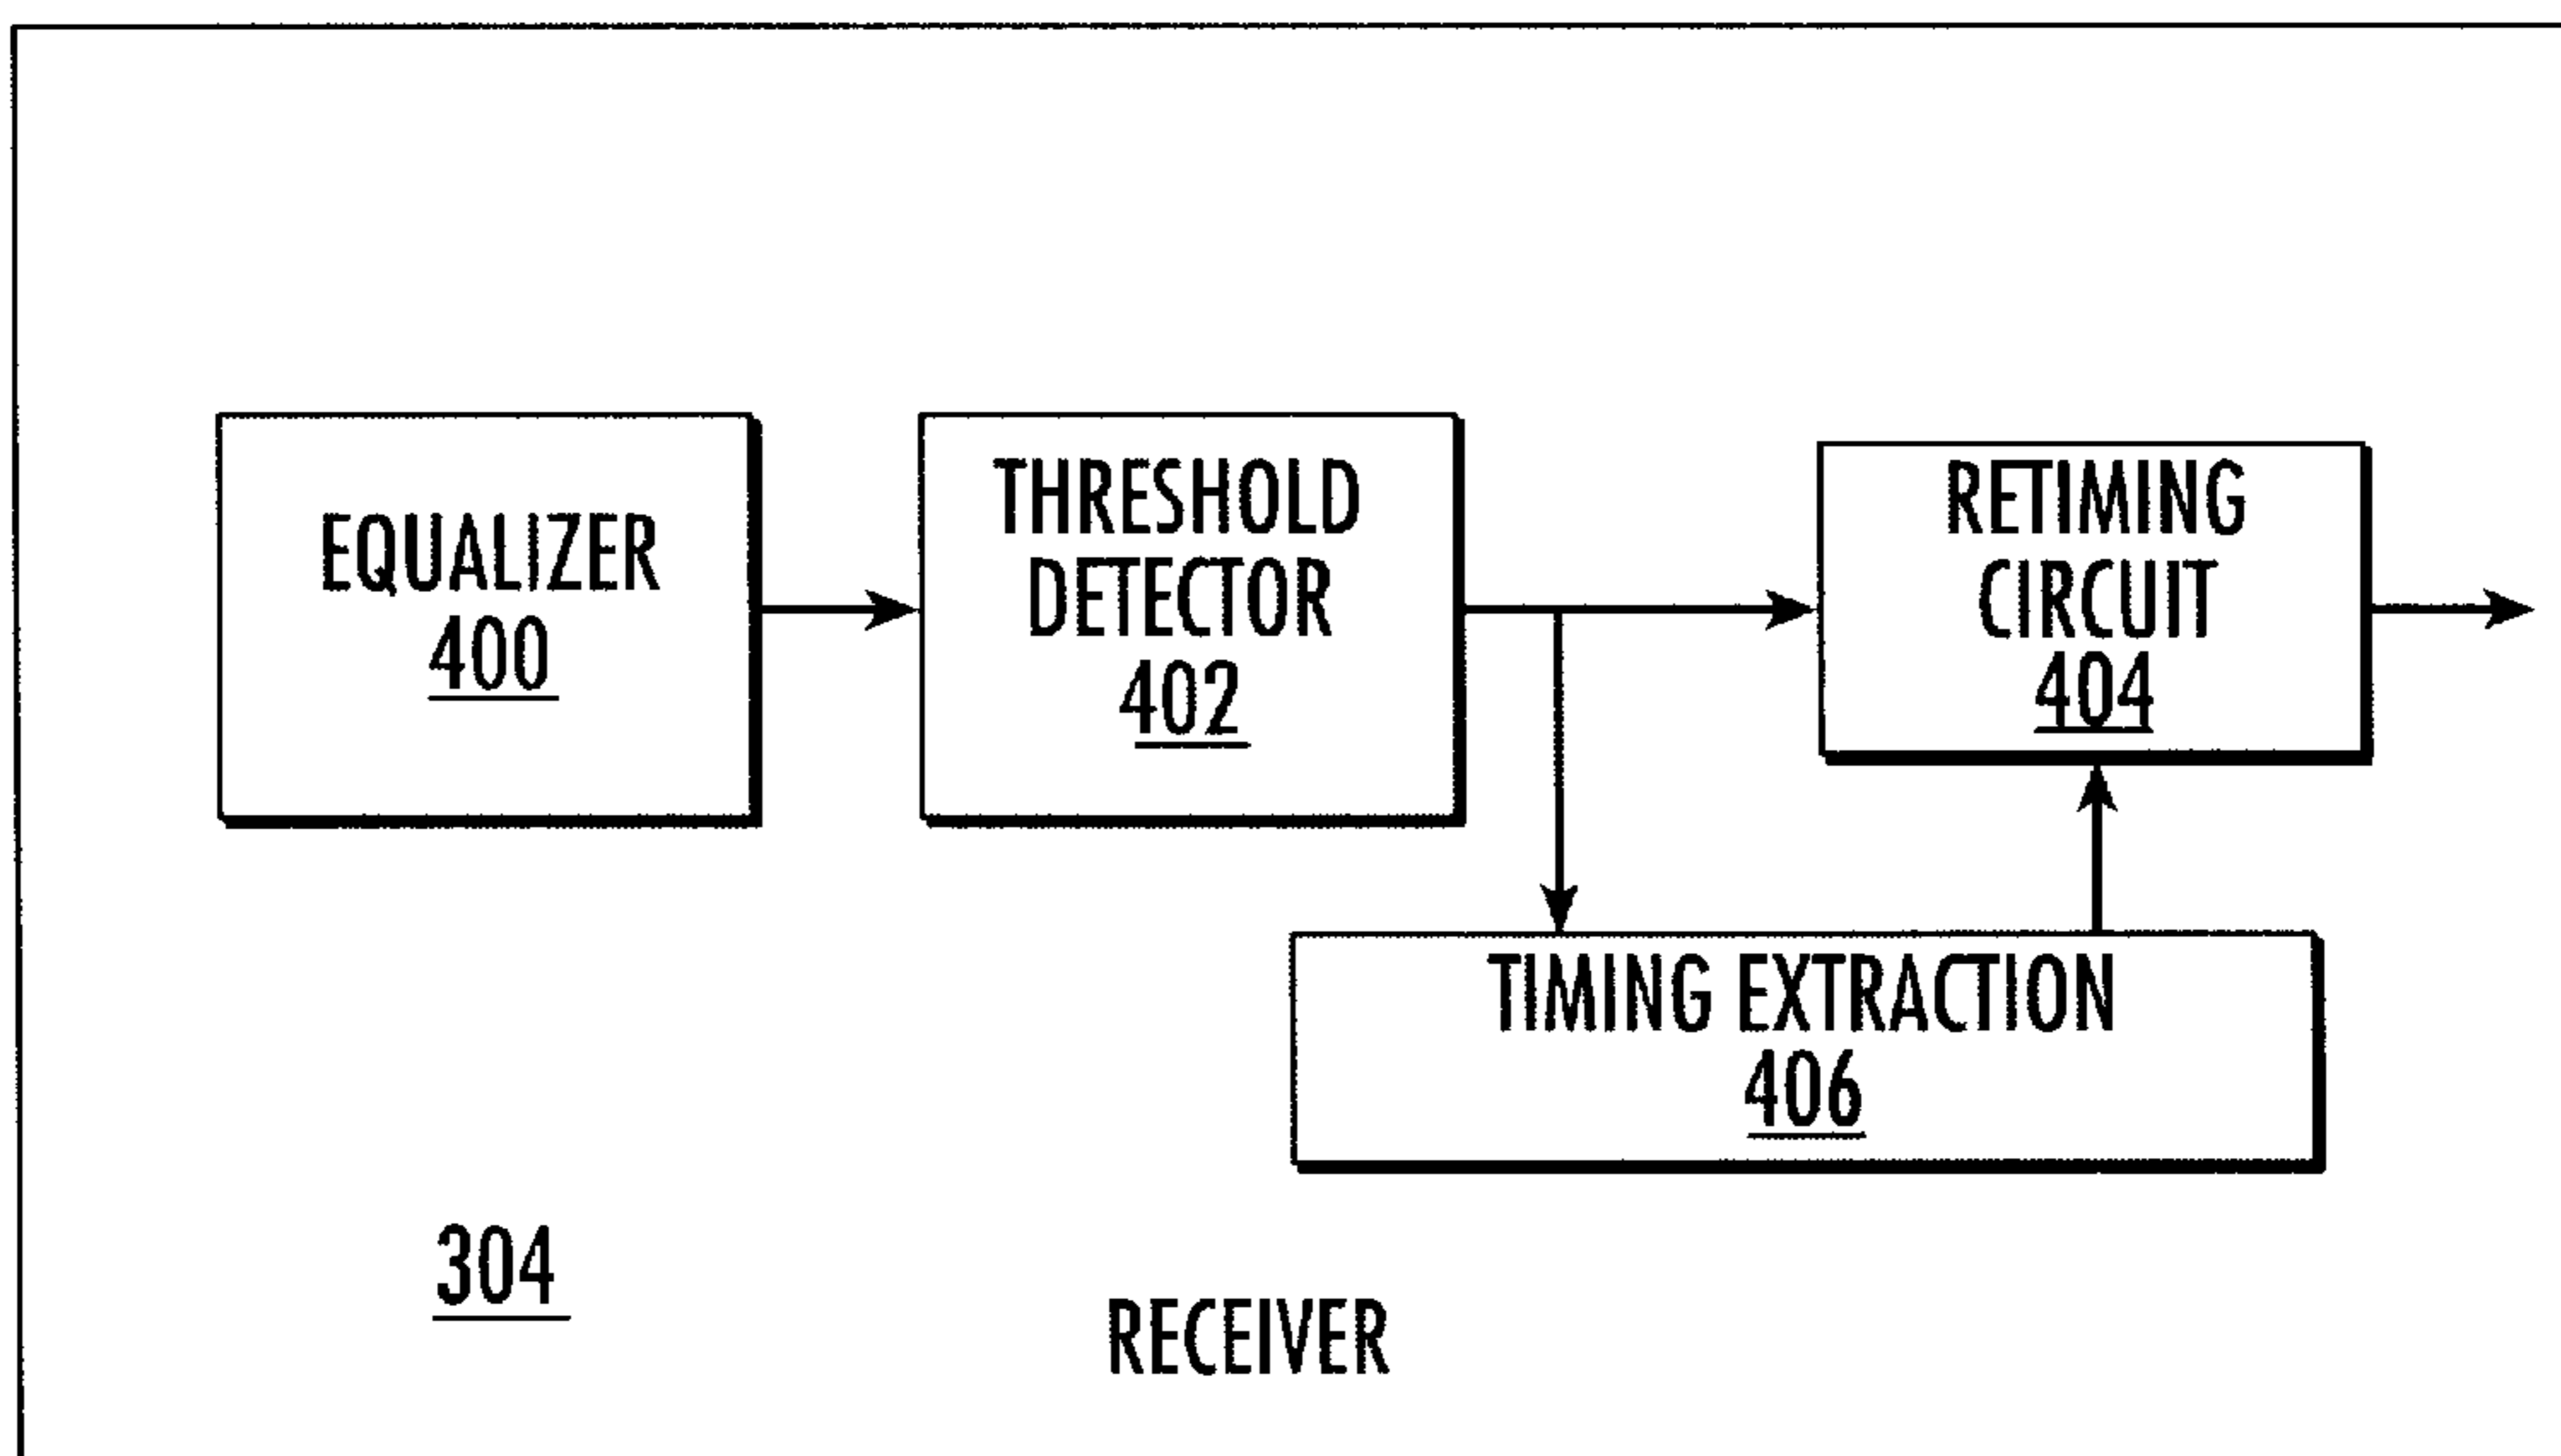 EQUALIZER
400
THRESHOLD
DETECTOR
402
RETIMING
CIRCUIT
404
TIMING EXTRACTION
406
304
RECEIVER